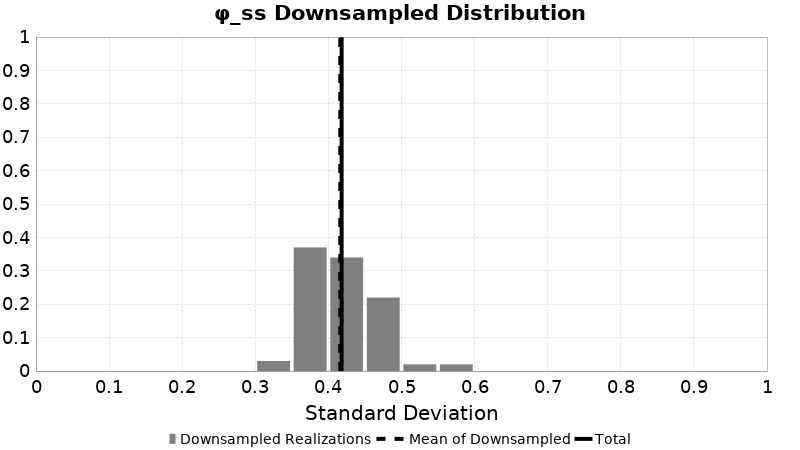 φ_ss Downsampled Distribution
1
0.9
0.8
0.7
0.6
0.5
0.4
0.3
0.2
0.1
0
0 0.1 0.2 0.3 0.4 0.5 0.6 0.7 0.8 0.9 1
Standard Deviation
Downsampled Realizations Mean of Downsampled Total